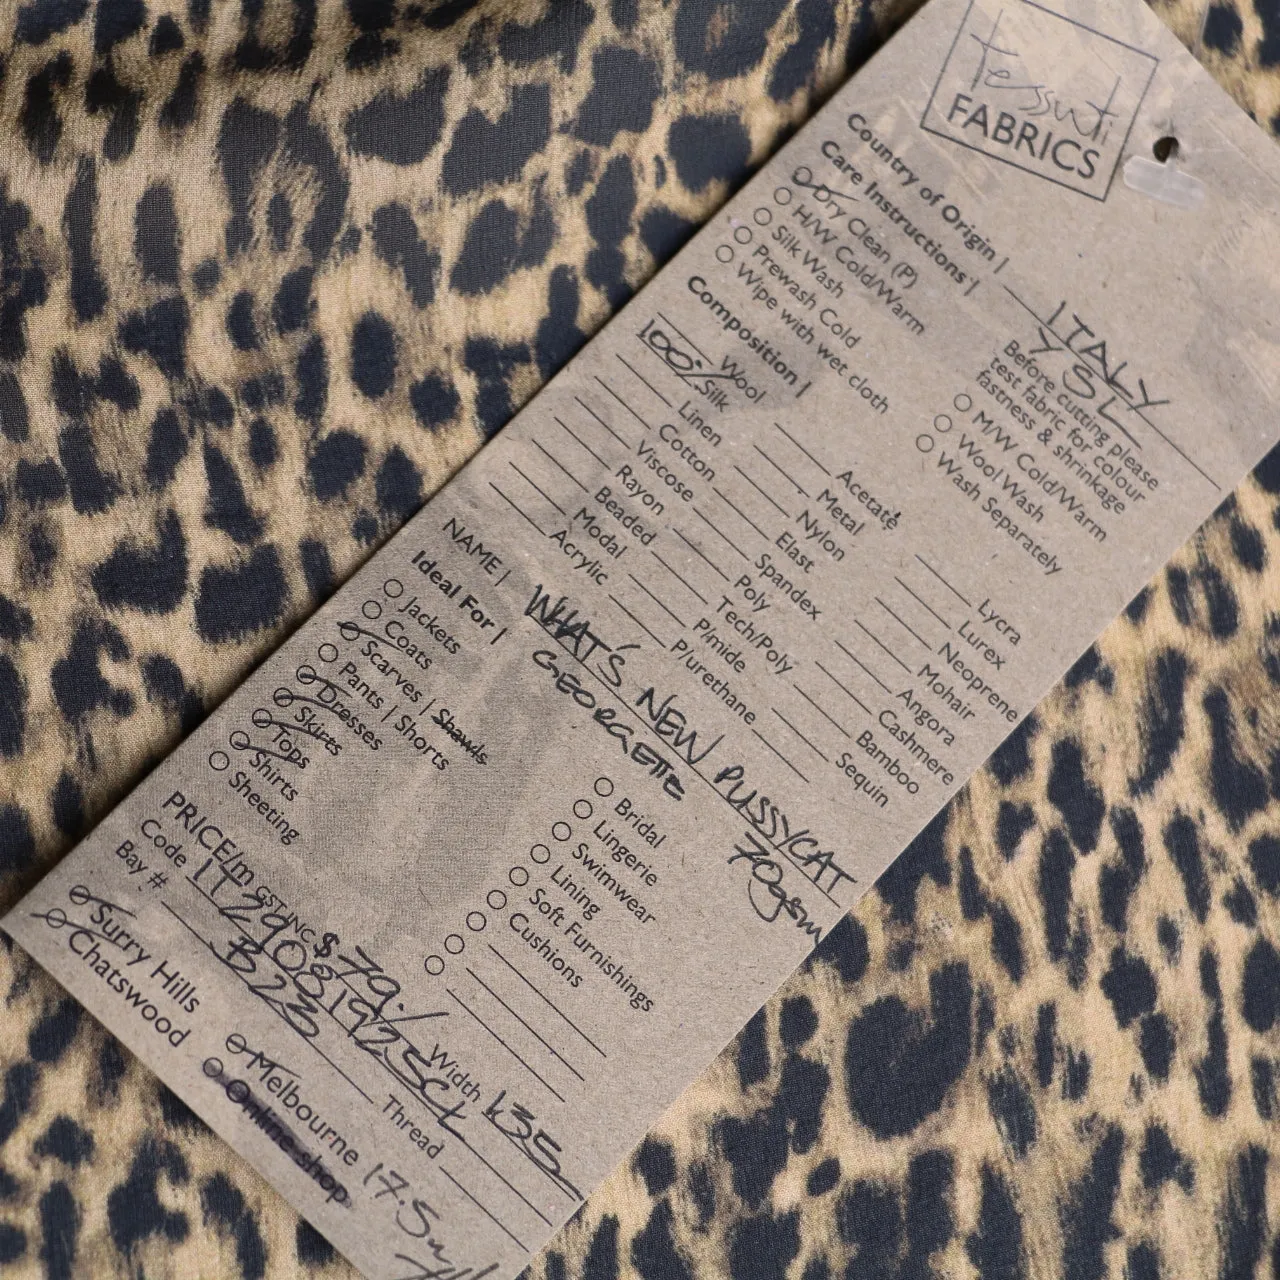 tessuti
FABRICS
Country of Origin | ITALY
YSL
Care Instructions |
Dry Clean (P)
H/W Cold/Warm
Silk Wash
Prewash Cold
Wipe with wet cloth
Before cutting please
test fabric for colour
fastness & shrinkage
M/W Cold/Warm
Wool Wash
Wash Separately
Composition |
Wool
100% Silk
Linen
Cotton
Viscose
Rayon
Beaded
Modal
Acrylic
Acetate
Metal
Nylon
Elast
Spandex
Poly
Tech/Poly
P/mide
P/urethane
Lycra
Lurex
Neoprene
Mohair
Angora
Cashmere
Bamboo
Sequin
NAME | WHAT'S NEW PUSSYCAT
GEORGETTE 70gsm
Ideal For |
Jackets
Coats
Scarves | Shawls
Pants | Shorts
Dresses
Skirts
Tops
Shirts
Sheeting
Bridal
Lingerie
Swimwear
Lining
Soft Furnishings
Cushions
PRICE/m GST INC $79./ Width 1.35
Code IT29081925CL
Bay # B23 Thread
Surry Hills
Chatswood
Melbourne 17.5m
Online shop